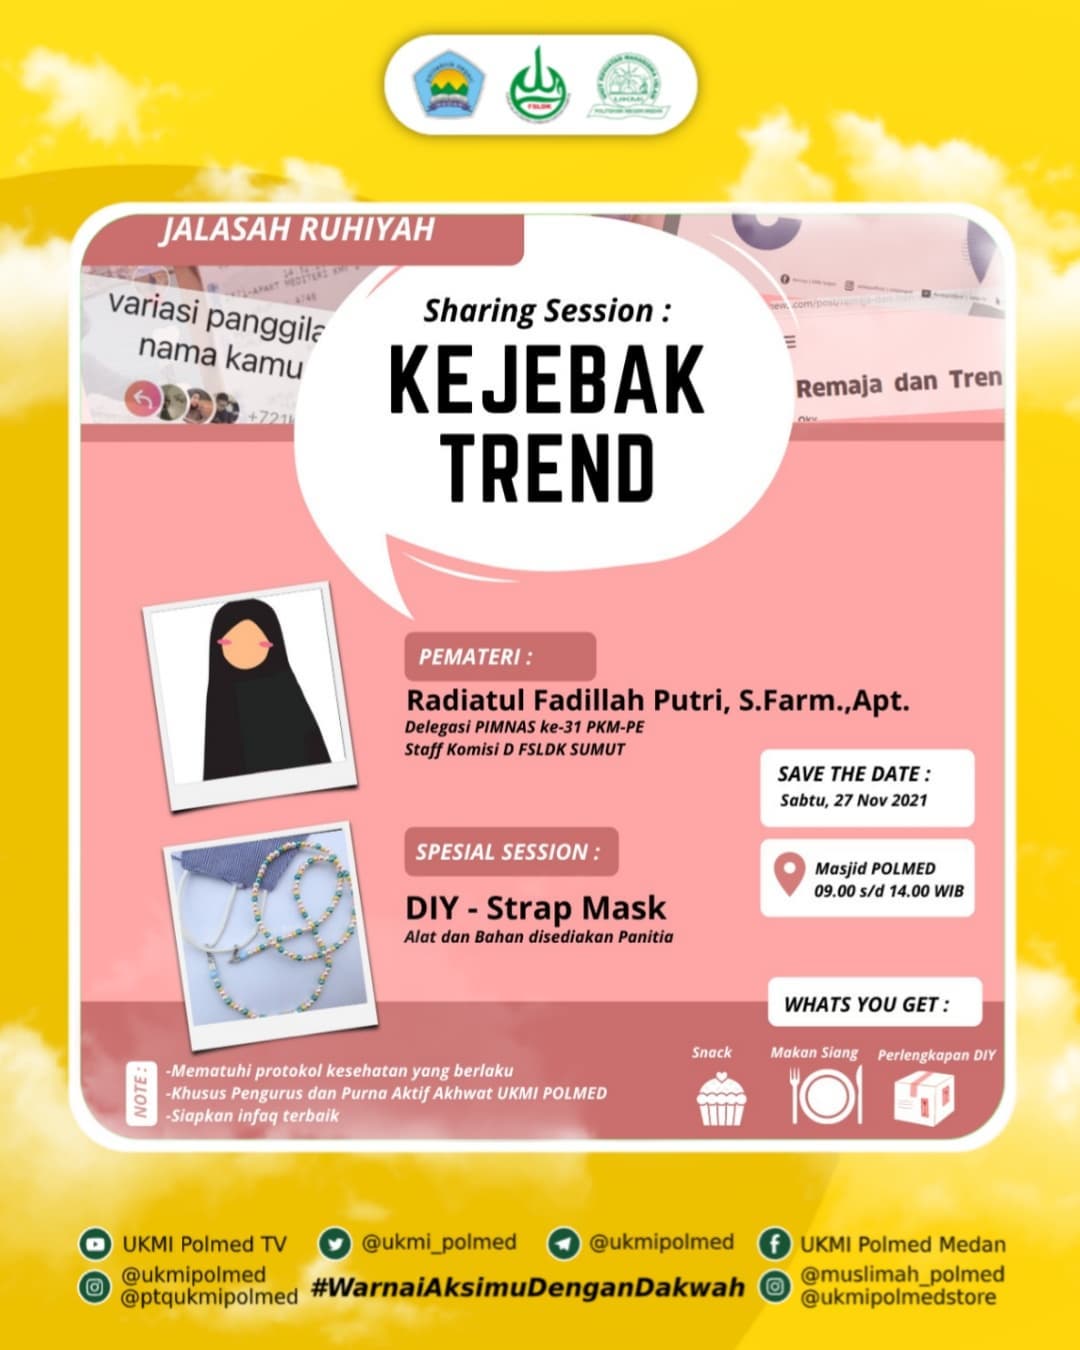 FSLDK
JALASAH RUHIYAH
variasi panggila
nama kamu
Sharing Session :
KEJEBAK
TREND
Remaja dan Tren
PEMATERI :
Radiatul Fadillah Putri, S.Farm.,Apt.
Delegasi PIMNAS ke-31 PKM-PE
Staff Komisi D FSLDK SUMUT
SAVE THE DATE :
Sabtu, 27 Nov 2021
Masjid POLMED
09.00 s/d 14.00 WIB
SPESIAL SESSION :
DIY - Strap Mask
Alat dan Bahan disediakan Panitia
WHATS YOU GET :
Snack
Makan Siang
Perlengkapan DIY
NOTE :
-Mematuhi protokol kesehatan yang berlaku
-Khusus Pengurus dan Purna Aktif Akhwat UKMI POLMED
-Siapkan infaq terbaik
UKMI Polmed TV
@ukmi_polmed
@ukmipolmed
UKMI Polmed Medan
@ukmipolmed
@ptqukmipolmed
#WarnaiAksimuDenganDakwah
@muslimah_polmed
@ukmipolmedstore